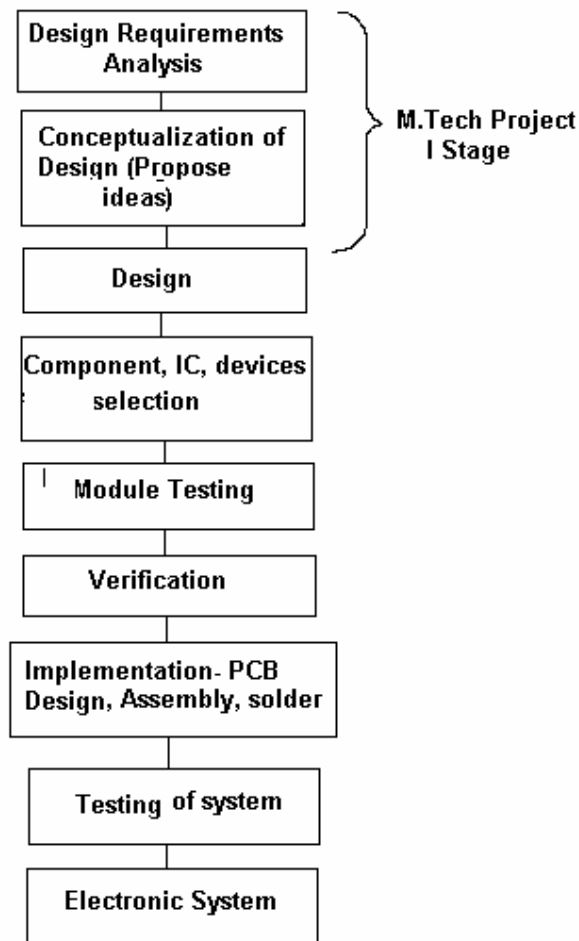 Design Requirements
Analysis
Conceptualization of
Design (Propose
ideas)
M.Tech Project
I Stage
Design
Component, IC, devices
selection
Module Testing
Verification
Implementation- PCB
Design, Assembly, solder
Testing of system
Electronic System